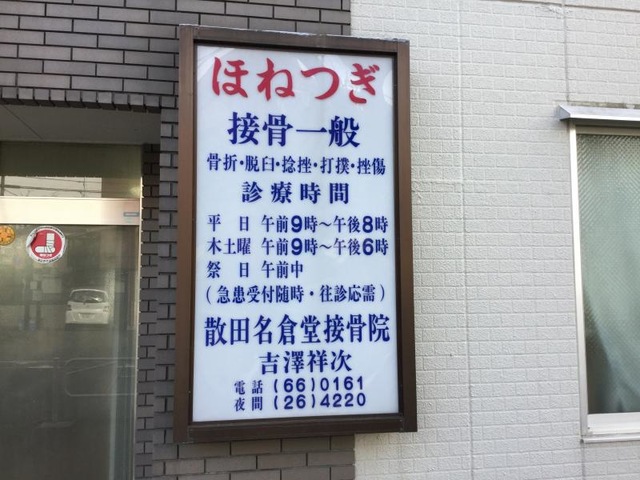 ほねつぎ
接骨一般
骨折・脱臼・捻挫・打撲・挫傷
診療時間
平日 午前9時～午後8時
木土曜 午前9時～午後6時
祭日 午前中
(急患受付随時・往診応需)
散田名倉堂接骨院
吉澤祥次
電話 (66)0161
夜間 (26)4220